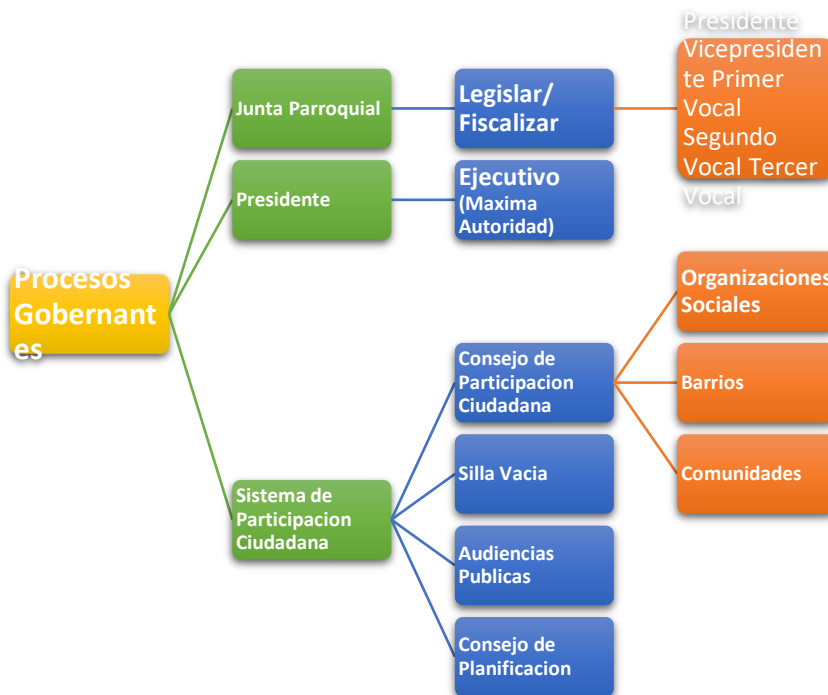 Procesos
Gobernant
es
Junta Parroquial
Legislar/
Fiscalizar
Presidente
Vicepresiden
te Primer
Vocal
Segundo
Vocal Tercer
Vocal
Presidente
Ejecutivo
(Maxima
Autoridad)
Sistema de
Participacion
Ciudadana
Consejo de
Participacion
Ciudadana
Organizaciones
Sociales
Barrios
Comunidades
Silla Vacia
Audiencias
Publicas
Consejo de
Planificacion